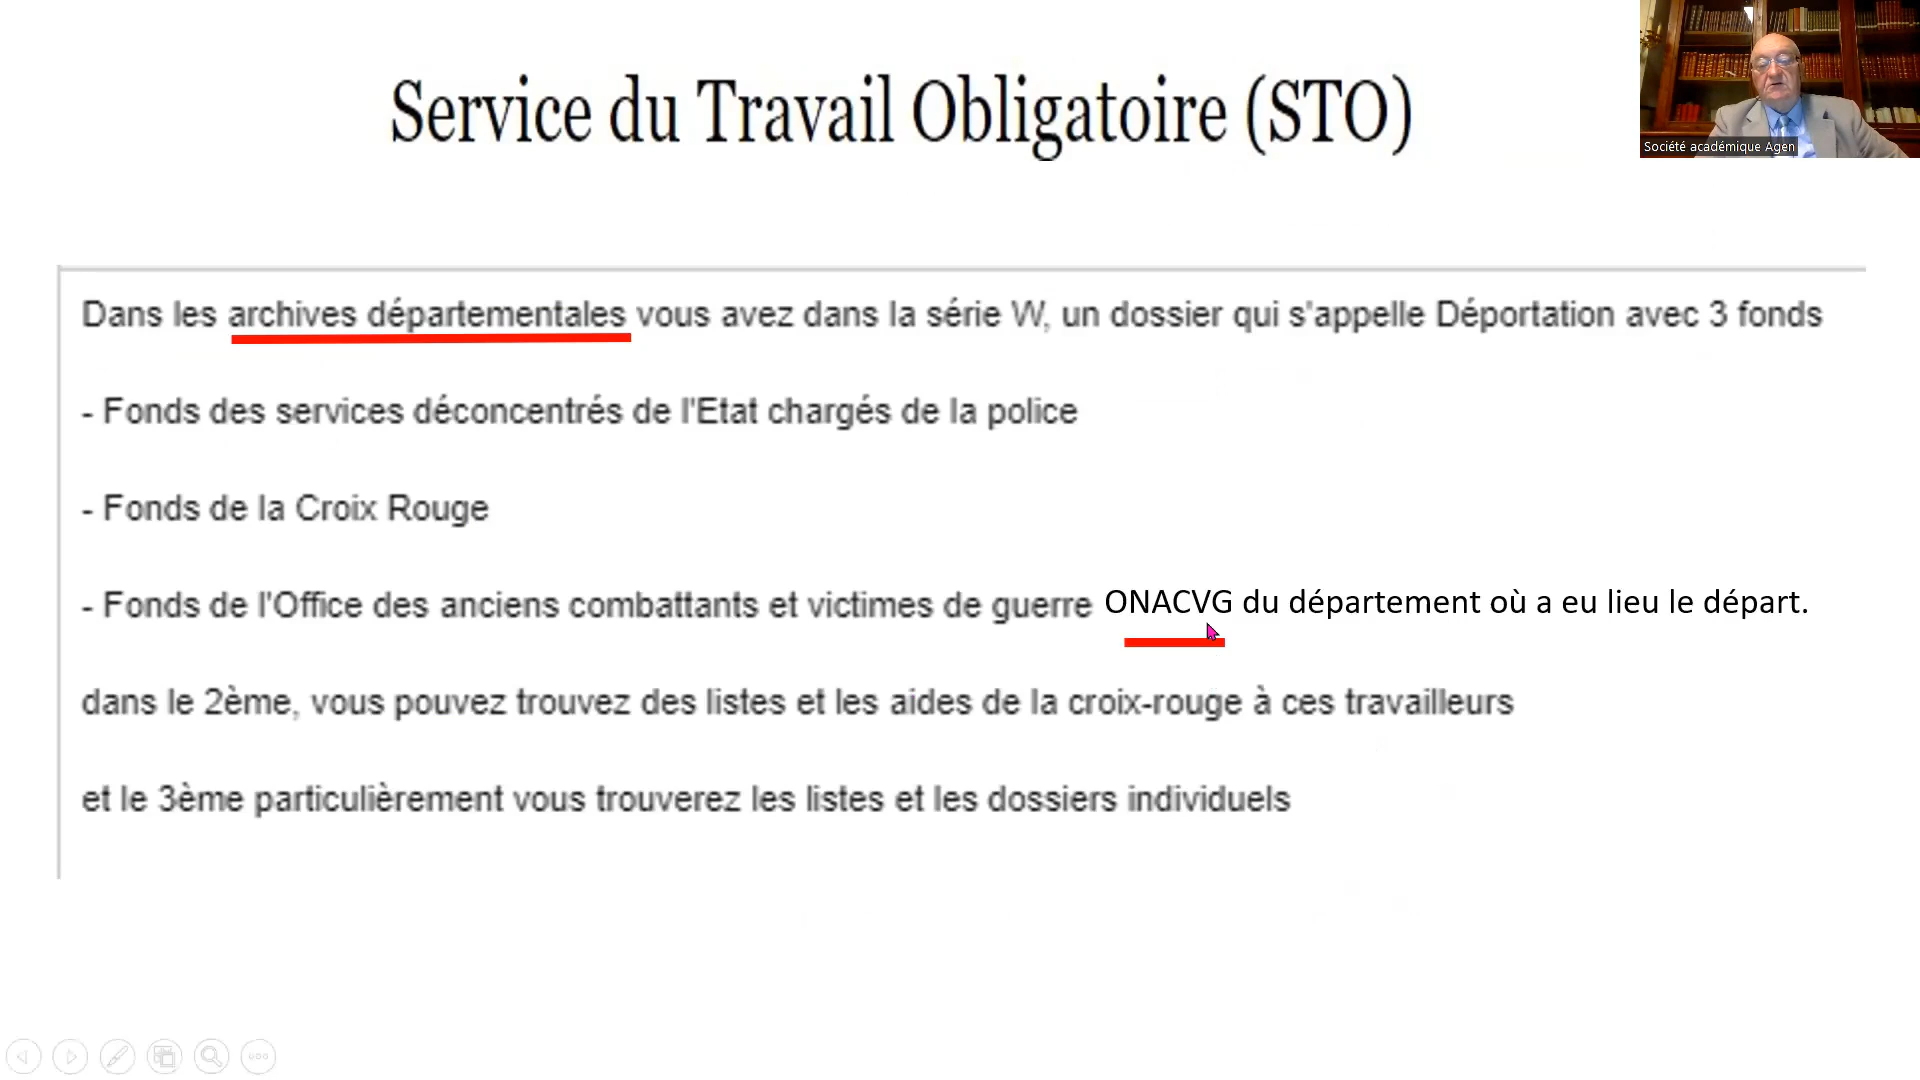 Service du Travail Obligatoire (STO)
Société académique Agen
Dans les archives départementales vous avez dans la série W, un dossier qui s'appelle Déportation avec 3 fonds
- Fonds des services déconcentrés de l'Etat chargés de la police
- Fonds de la Croix Rouge
- Fonds de l'Office des anciens combattants et victimes de guerre ONACVG du département où a eu lieu le départ.
dans le 2ème, vous pouvez trouvez des listes et les aides de la croix-rouge à ces travailleurs
et le 3ème particulièrement vous trouverez les listes et les dossiers individuels